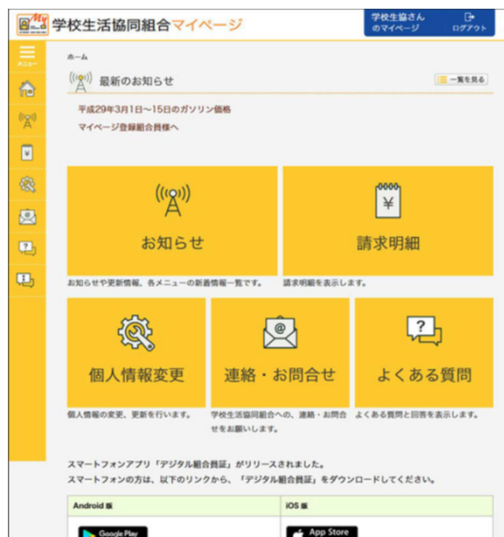 My
学校生活協同組合マイページ
学校生協さん
のマイページ
ログアウト
メニュー
ホーム
最新のお知らせ
一覧を見る
平成29年3月1日～15日のガソリン価格
マイページ登録組合員様へ
お知らせ
請求明細
お知らせや更新情報、各メニューの新着情報一覧です。
請求明細を表示します。
個人情報変更
連絡・お問合せ
よくある質問
個人情報の変更、更新を行います。
学校生活協同組合への、連絡・お問合
せをお願いします。
よくある質問と回答を表示します。
スマートフォンアプリ「デジタル組合員証」がリリースされました。
スマートフォンの方は、以下のリンクから、「デジタル組合員証」をダウンロードしてください。
Android 版
iOS 版
Google Play
App Store